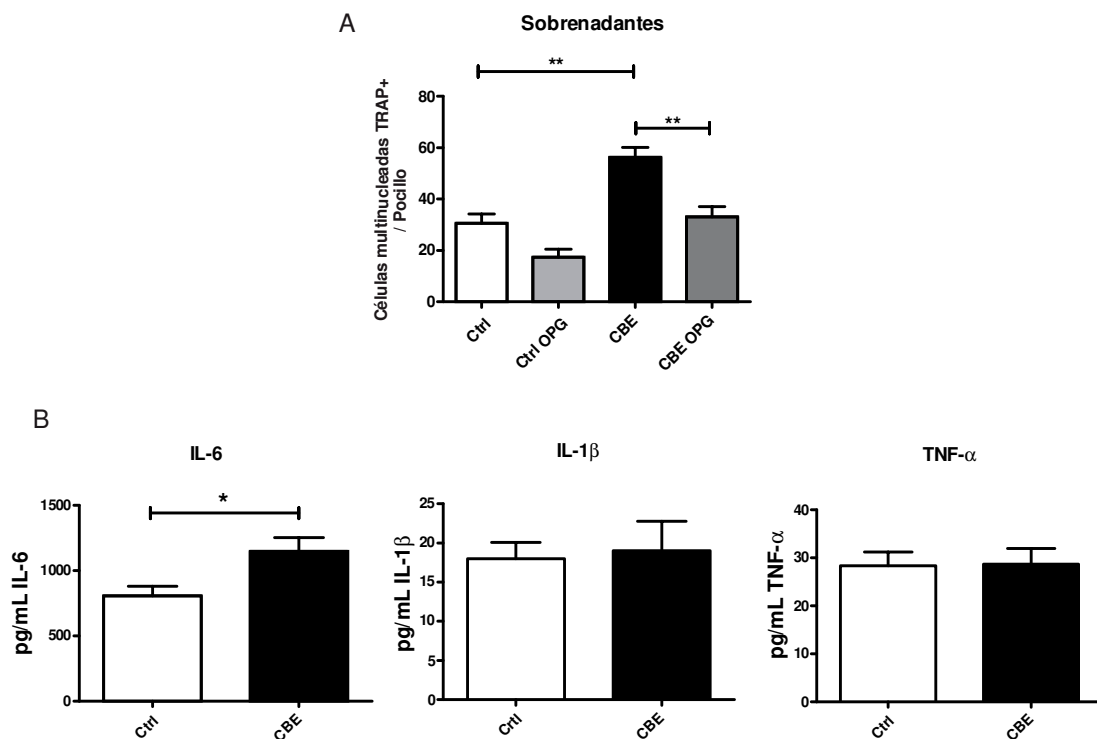 A
Sobrenadantes
**
**
Células multinucleadas TRAP+
/ Pocillo
80
60
40
20
0
Ctrl
Ctrl OPG
CBE
CBE OPG
B
IL-6
*
pg/mL IL-6
1500
1000
500
0
Ctrl
CBE
IL-1β
pg/mL IL-1β
25
20
15
10
5
0
Crtl
CBE
TNF-α
pg/mL TNF-α
40
30
20
10
0
Ctrl
CBE